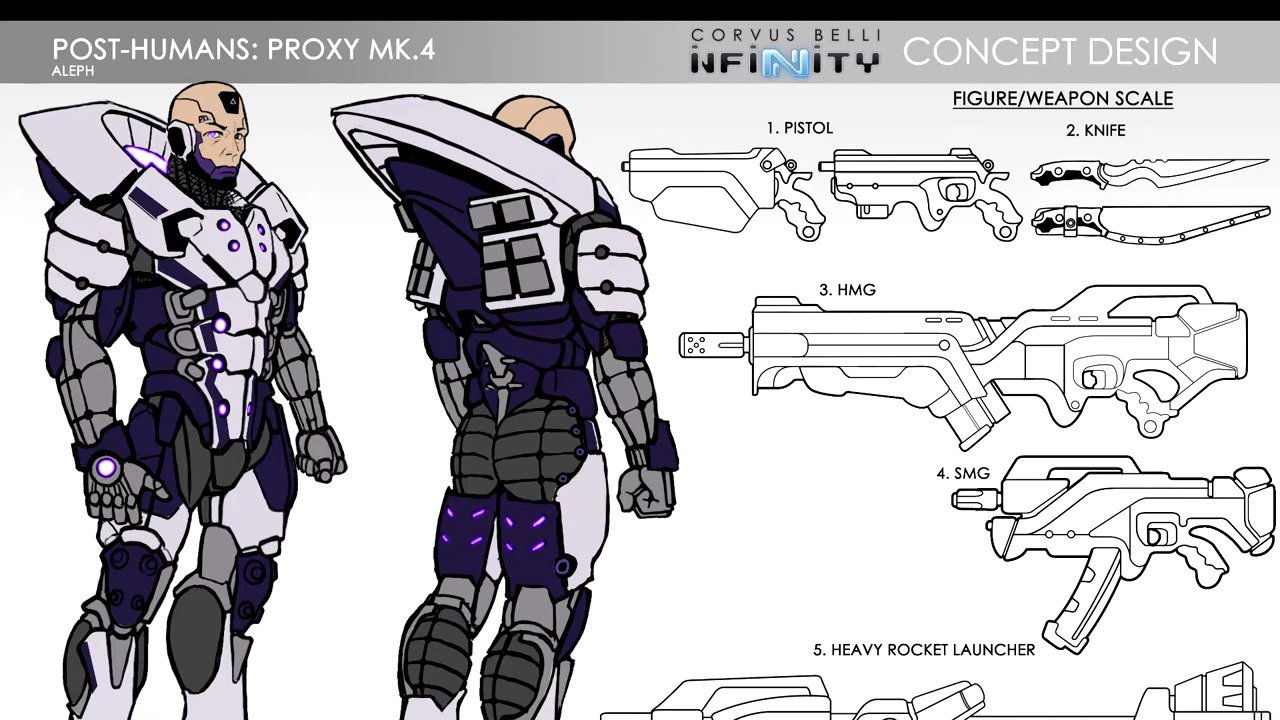 POST-HUMANS: PROXY MK.4
ALEPH
CORVUS BELLI
INFINITY
CONCEPT DESIGN
FIGURE/WEAPON SCALE
1. PISTOL
2. KNIFE
3. HMG
4. SMG
5. HEAVY ROCKET LAUNCHER